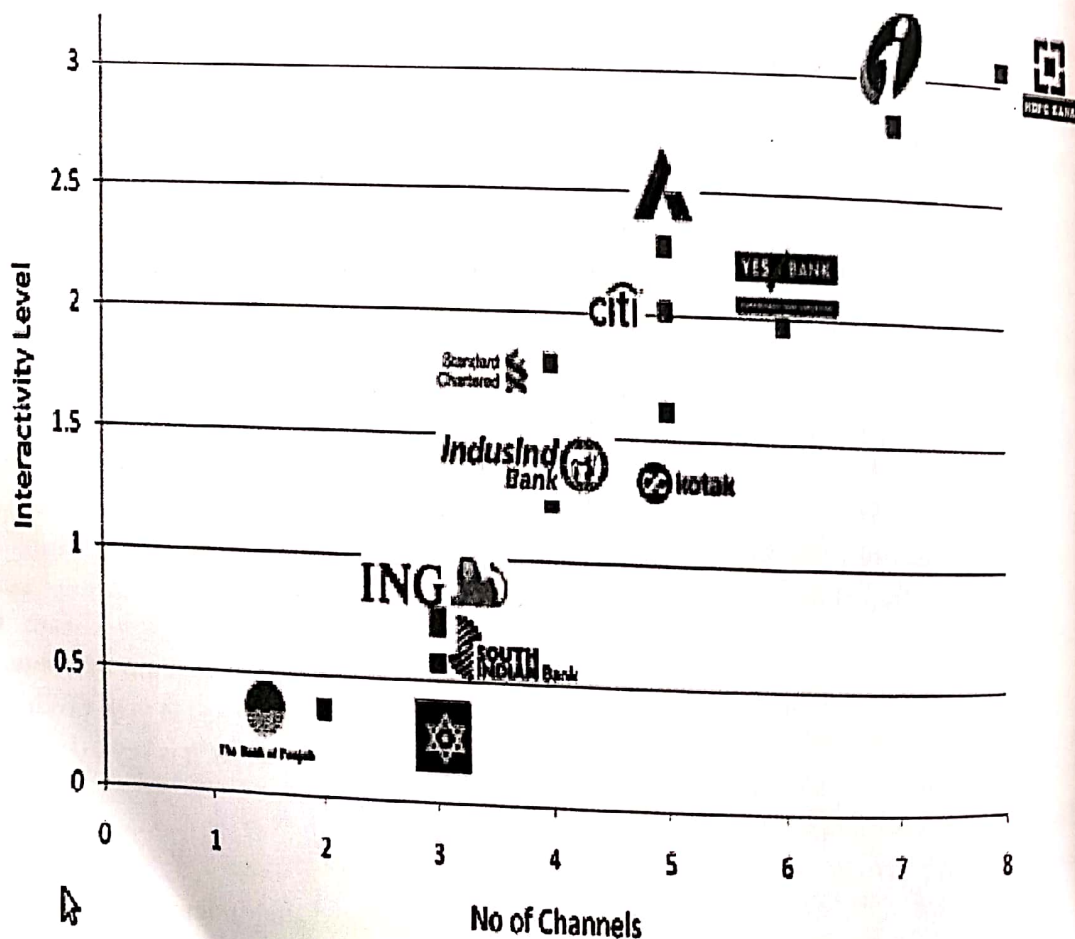 Interactivity Level
3
2.5
2
1.5
1
0.5
0
HDFC BANK
YES BANK
citi
Standard
Chartered
IndusInd
Bank
kotak
ING
SOUTH
INDIAN Bank
The Bank of Punjab
0 1 2 3 4 5 6 7 8
No of Channels